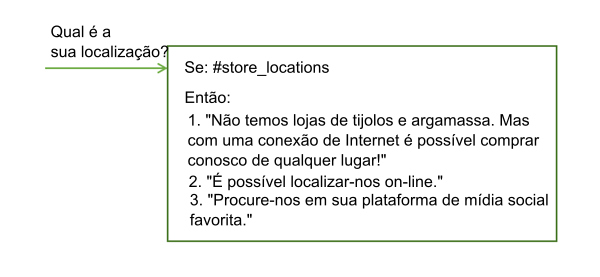 Qual é a
sua localização?
Se: #store_locations
Então:
1. "Não temos lojas de tijolos e argamassa. Mas
com uma conexão de Internet é possível comprar
conosco de qualquer lugar!"
2. "É possível localizar-nos on-line."
3. "Procure-nos em sua plataforma de mídia social
favorita."